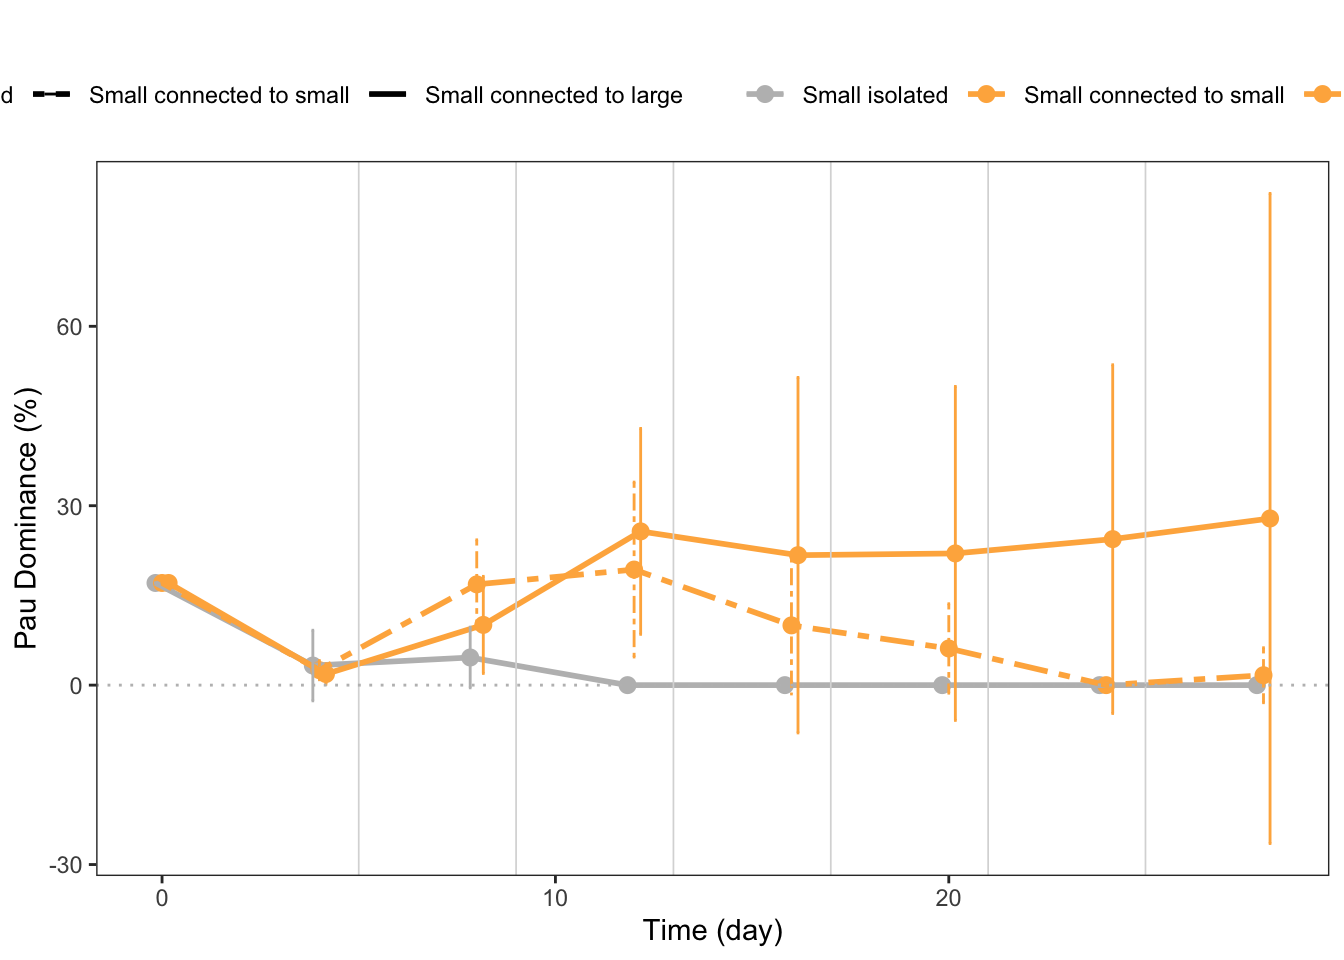 d Small connected to small Small connected to large Small isolated Small connected to small
60
30
0
-30
Pau Dominance (%)
0 10 20
Time (day)